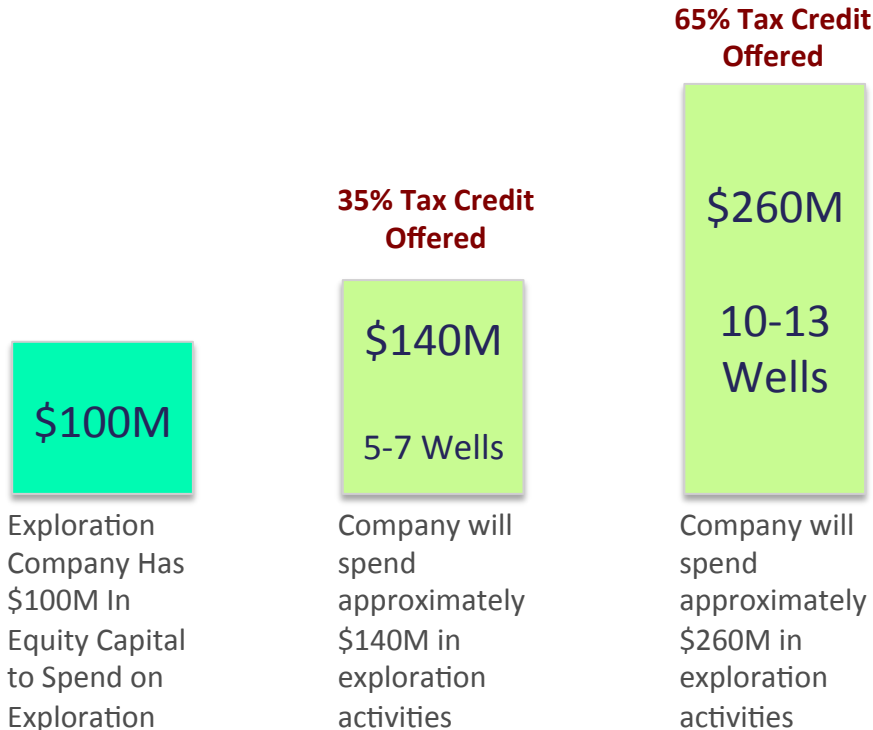 $100M
Exploration
Company Has
$100M In
Equity Capital
to Spend on
Exploration
35% Tax Credit
Offered
$140M
5-7 Wells
Company will
spend
approximately
$140M in
exploration
activities
65% Tax Credit
Offered
$260M
10-13
Wells
Company will
spend
approximately
$260M in
exploration
activities